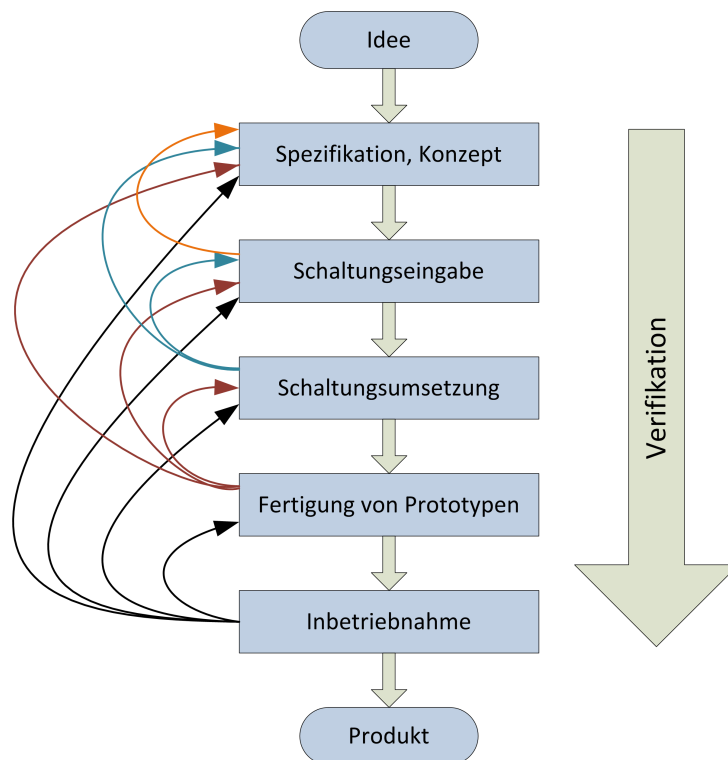 Idee
Spezifikation, Konzept
Schaltungseingabe
Schaltungsumsetzung
Fertigung von Prototypen
Inbetriebnahme
Produkt
Verifikation